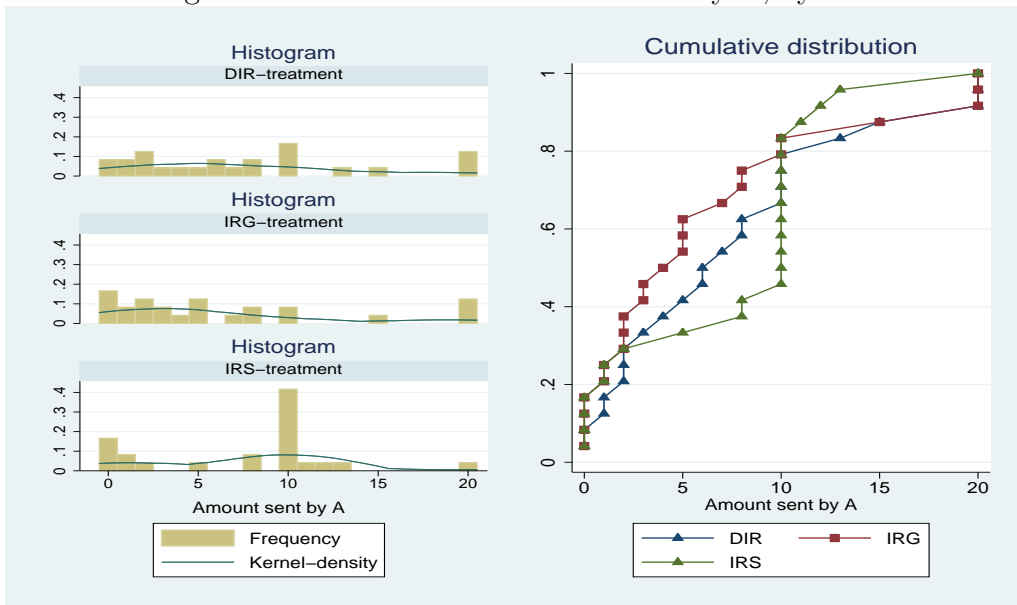 Histogram
DIR−treatment
.4
.3
.2
.1
0
Histogram
IRG−treatment
.4
.3
.2
.1
0
Histogram
IRS−treatment
.4
.3
.2
.1
0
0 5 10 15 20
Amount sent by A
Frequency
Kernel−density
Cumulative distribution
1
.8
.6
.4
.2
0
0 5 10 15 20
Amount sent by A
DIR IRG
IRS